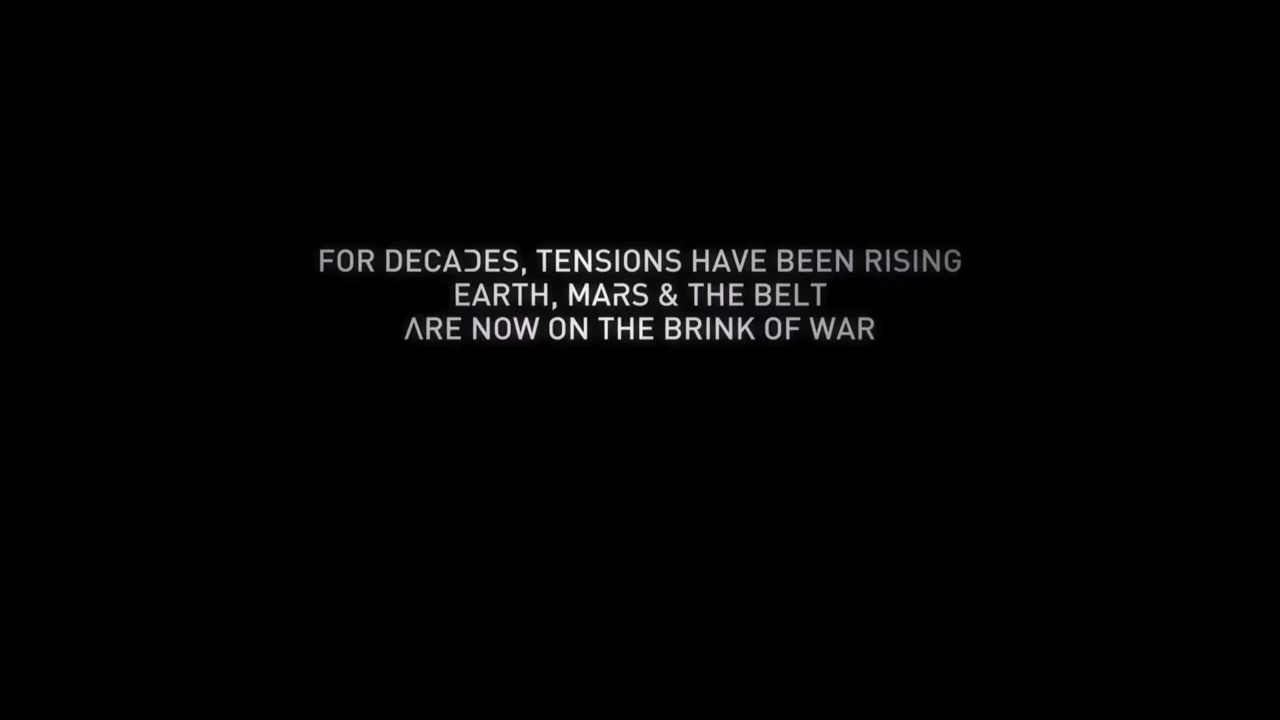 FOR DECADES, TENSIONS HAVE BEEN RISING
EARTH, MARS & THE BELT
ARE NOW ON THE BRINK OF WAR